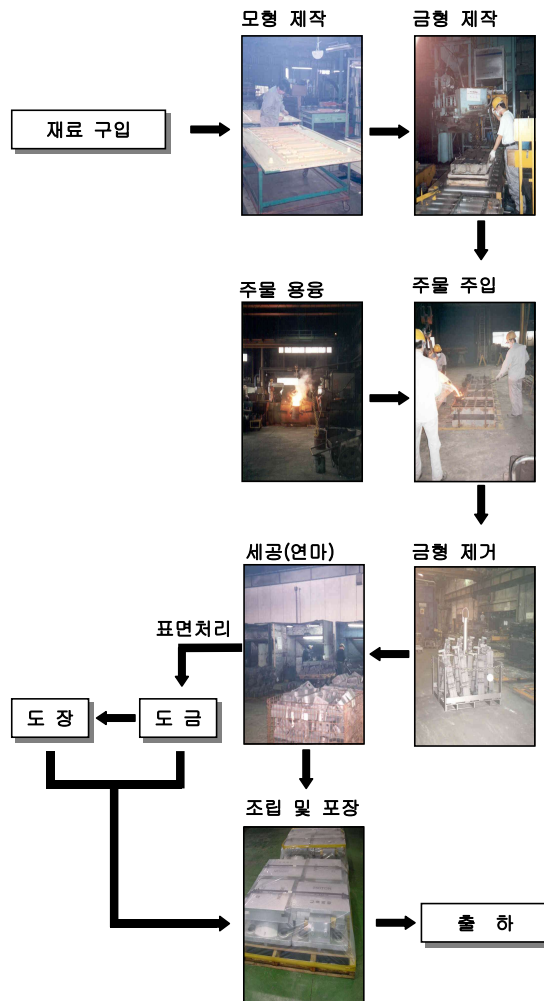 모형 제작
금형 제작
재료 구입
주물 용융
주물 주입
세공(연마)
금형 제거
표면처리
도 장
도 금
조립 및 포장
출 하